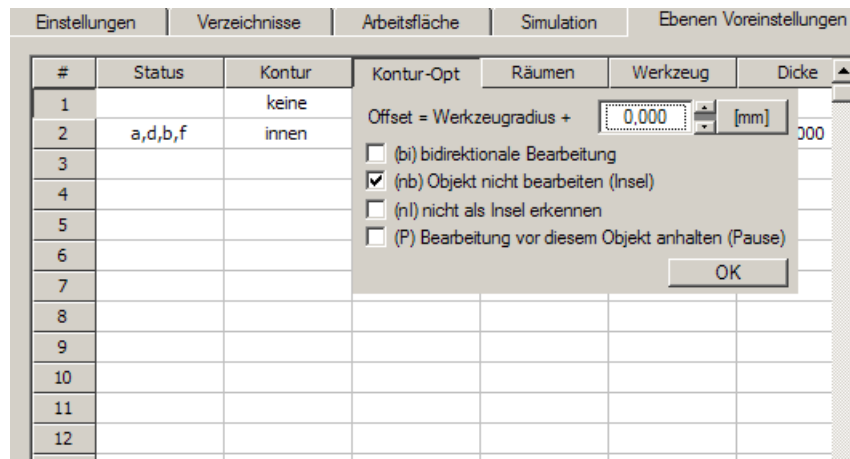 Einstellungen Verzeichnisse Arbeitsfläche Simulation Ebenen Voreinstellungen
# Status Kontur Kontur-Opt Räumen Werkzeug Dicke
1 keine
Offset = Werkzeugradius + 0,000 [mm]
2 a,d,b,f innen 000
(bi) bidirektionale Bearbeitung
3
(nb) Objekt nicht bearbeiten (Insel)
4
(nI) nicht als Insel erkennen
5
(P) Bearbeitung vor diesem Objekt anhalten (Pause)
6
OK
7
8
9
10
11
12